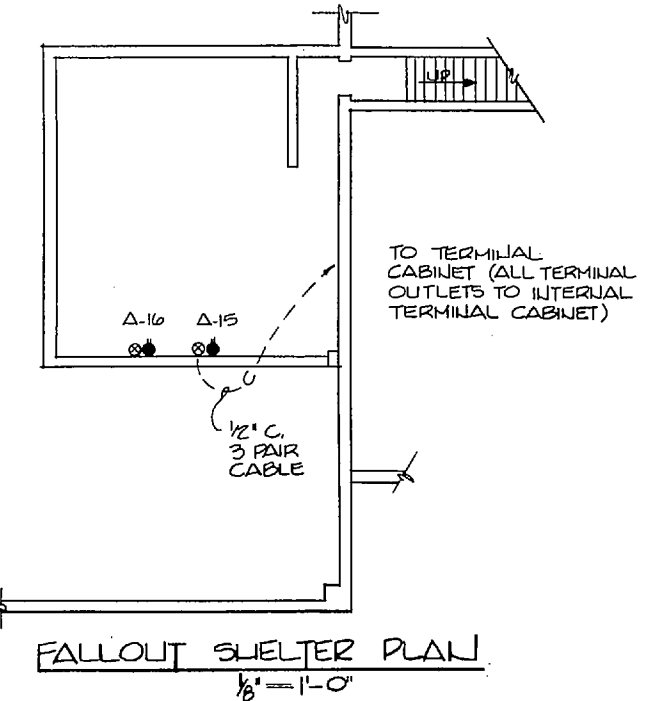 UP
TO TERMINAL
CABINET (ALL TERMINAL
OUTLETS TO INTERNAL
TERMINAL CABINET)
Δ-16 Δ-15
1/2" C.
3 PAIR
CABLE
FALLOUT SHELTER PLAN
1/8" = 1'-0"